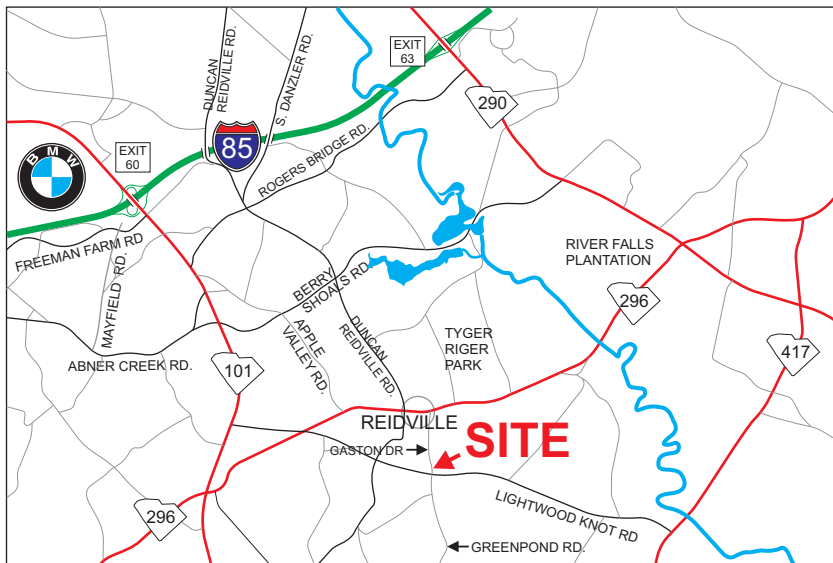 DUNCAN
REIDVILLE RD.
S. DANZLER RD.
EXIT
63
290
EXIT
60
85
BMW
ROGERS BRIDGE RD.
FREEMAN FARM RD
MAYFIELD RD.
BERRY
SHOALS RD
RIVER FALLS
PLANTATION
296
ABNER CREEK RD.
101
APPLE
VALLEY RD.
DUNCAN
REIDVILLE RD.
TYGER
RIGER
PARK
417
REIDVILLE
SITE
GASTON DR
LIGHTWOOD KNOT RD
296
GREENPOND RD.